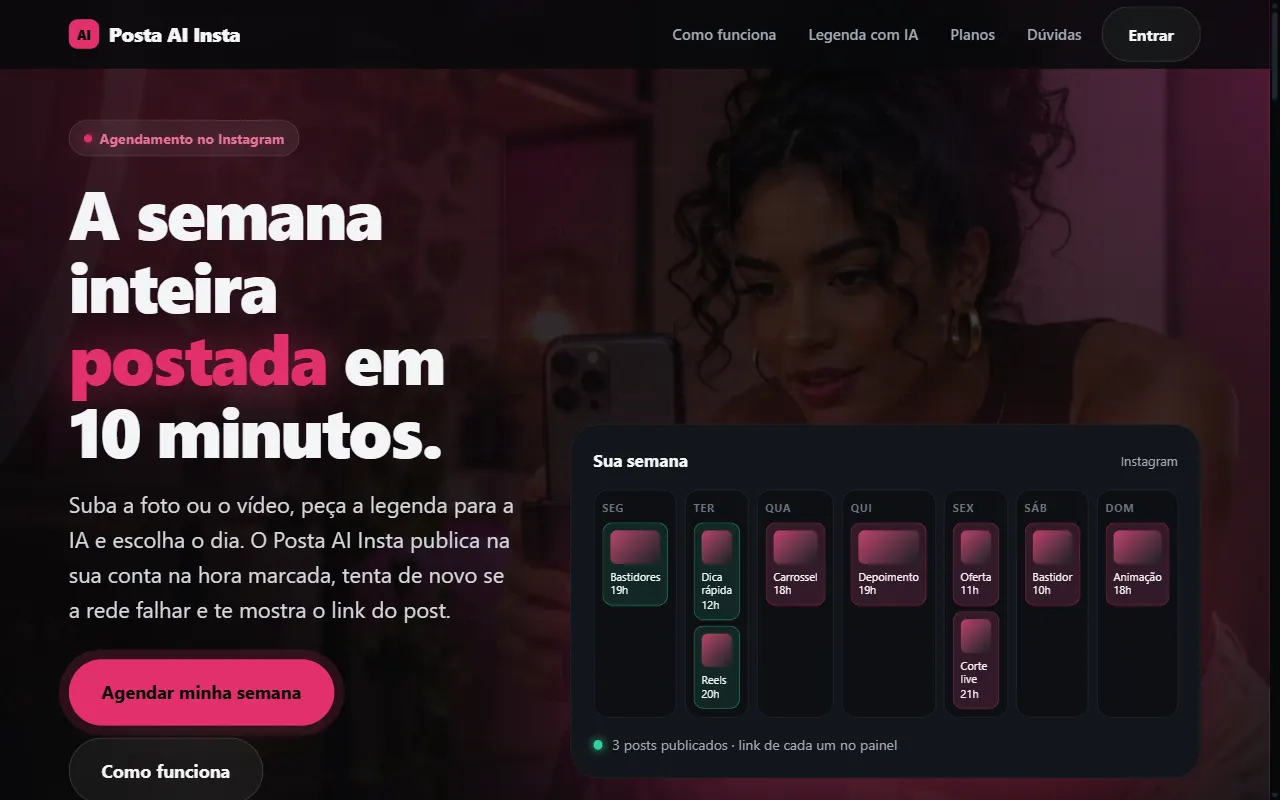 AI Posta AI Insta
Como funciona
Legenda com IA
Planos
Dúvidas
Entrar
Agendamento no Instagram
A semana
inteira
postada em
10 minutos.
Suba a foto ou o vídeo, peça a legenda para a
IA e escolha o dia. O Posta AI Insta publica na
sua conta na hora marcada, tenta de novo se
a rede falhar e te mostra o link do post.
Agendar minha semana
Como funciona
Sua semana
Instagram
SEG
Bastidores
19h
TER
Dica
rápida
12h
Reels
20h
QUA
Carrossel
18h
QUI
Depoimento
19h
SEX
Oferta
11h
Corte
live
21h
SÁB
Bastidor
10h
DOM
Animação
18h
3 posts publicados · link de cada um no painel